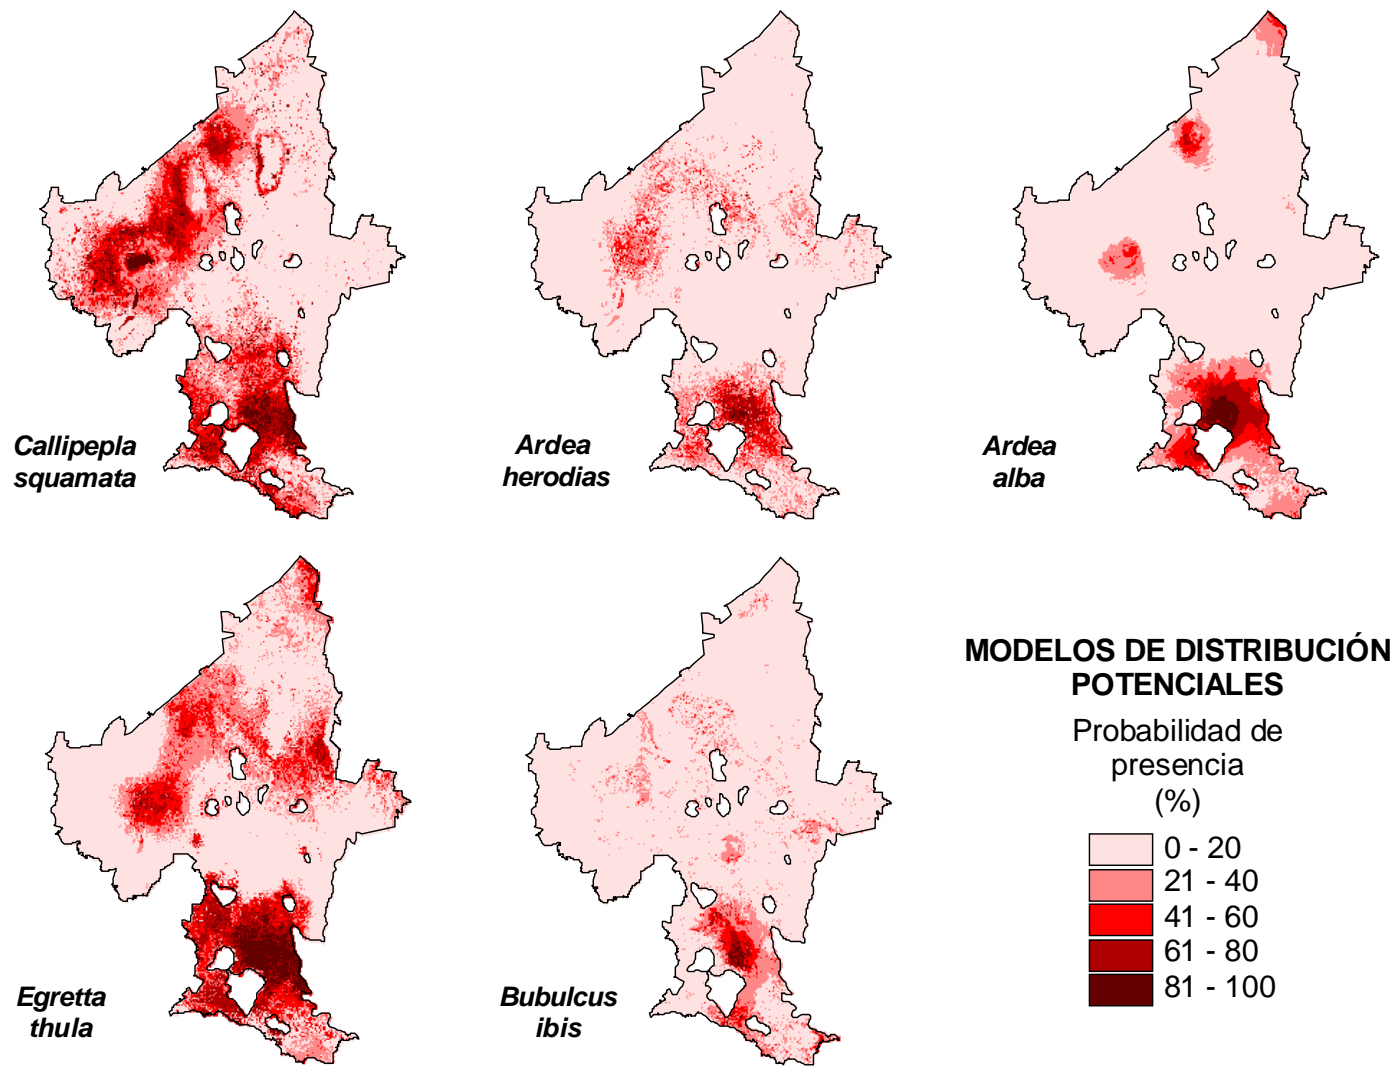 Callipepla
squamata
Ardea
herodias
Ardea
alba
Egretta
thula
Bubulcus
ibis
MODELOS DE DISTRIBUCIÓN
POTENCIALES
Probabilidad de
presencia
(%)
0 - 20
21 - 40
41 - 60
61 - 80
81 - 100